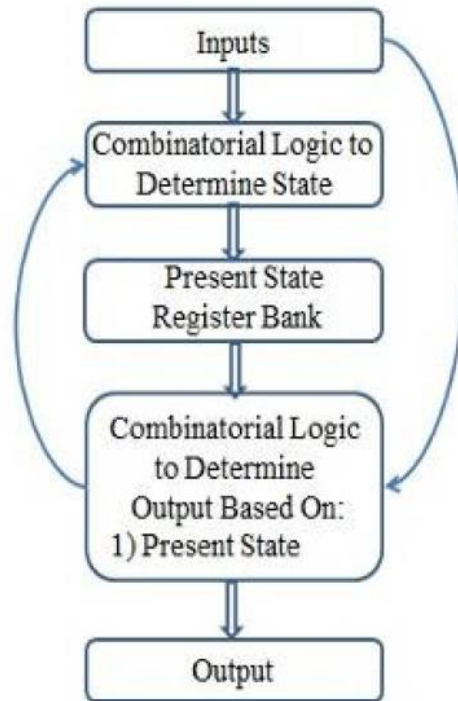 Inputs
Combinatorial Logic to
Determine State
Present State
Register Bank
Combinatorial Logic
to Determine
Output Based On:
1) Present State
Output